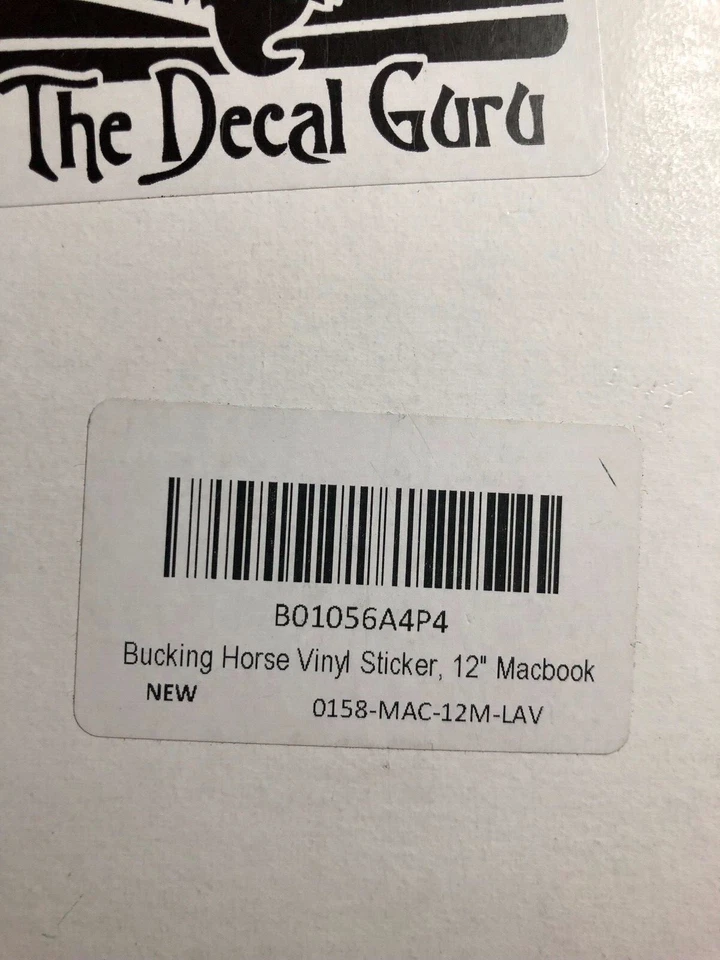 The Decal Guru
B01056A4P4
Bucking Horse Vinyl Sticker, 12" Macbook
NEW 0158-MAC-12M-LAV